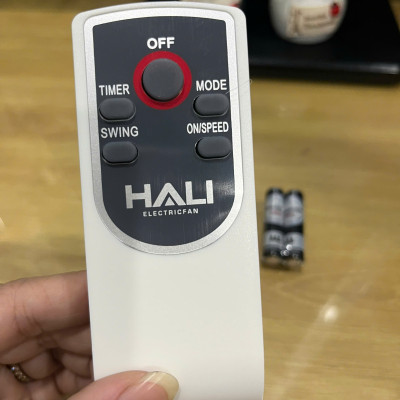 OFF
TIMER
MODE
SWING
ON/SPEED
HALI
ELECTRICFAN